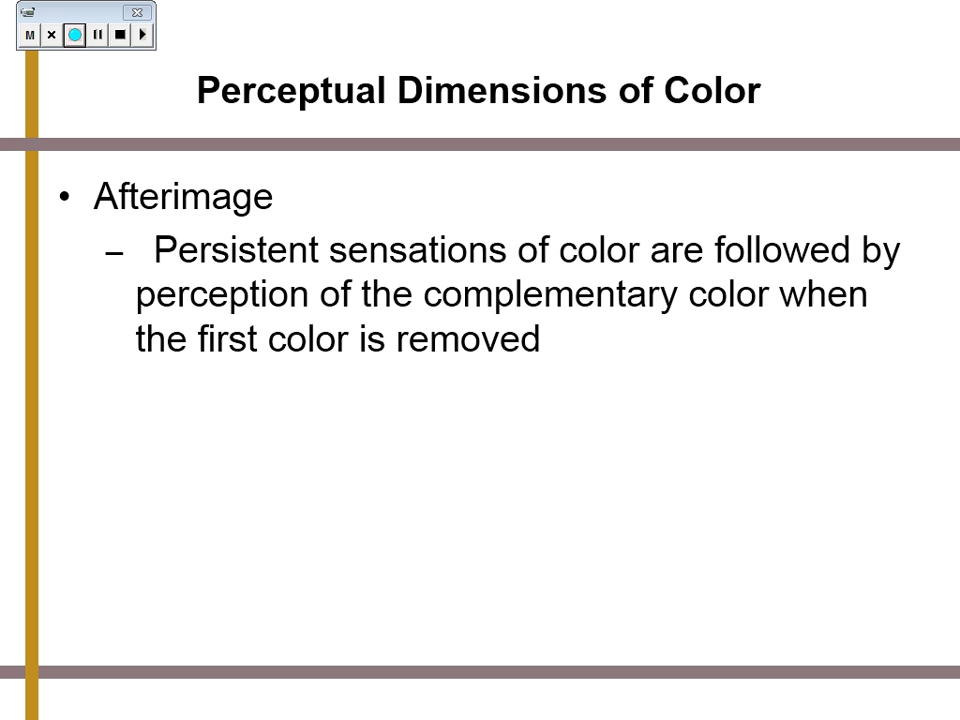 M
Perceptual Dimensions of Color
• Afterimage
– Persistent sensations of color are followed by
perception of the complementary color when
the first color is removed